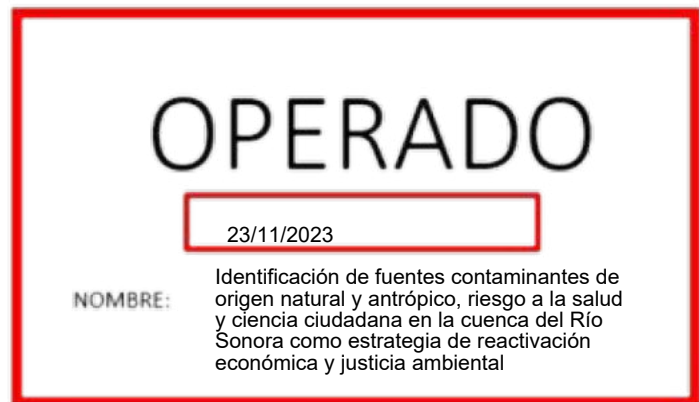 OPERADO
23/11/2023
NOMBRE:
Identificación de fuentes contaminantes de
origen natural y antrópico, riesgo a la salud
y ciencia ciudadana en la cuenca del Río
Sonora como estrategia de reactivación
económica y justicia ambiental